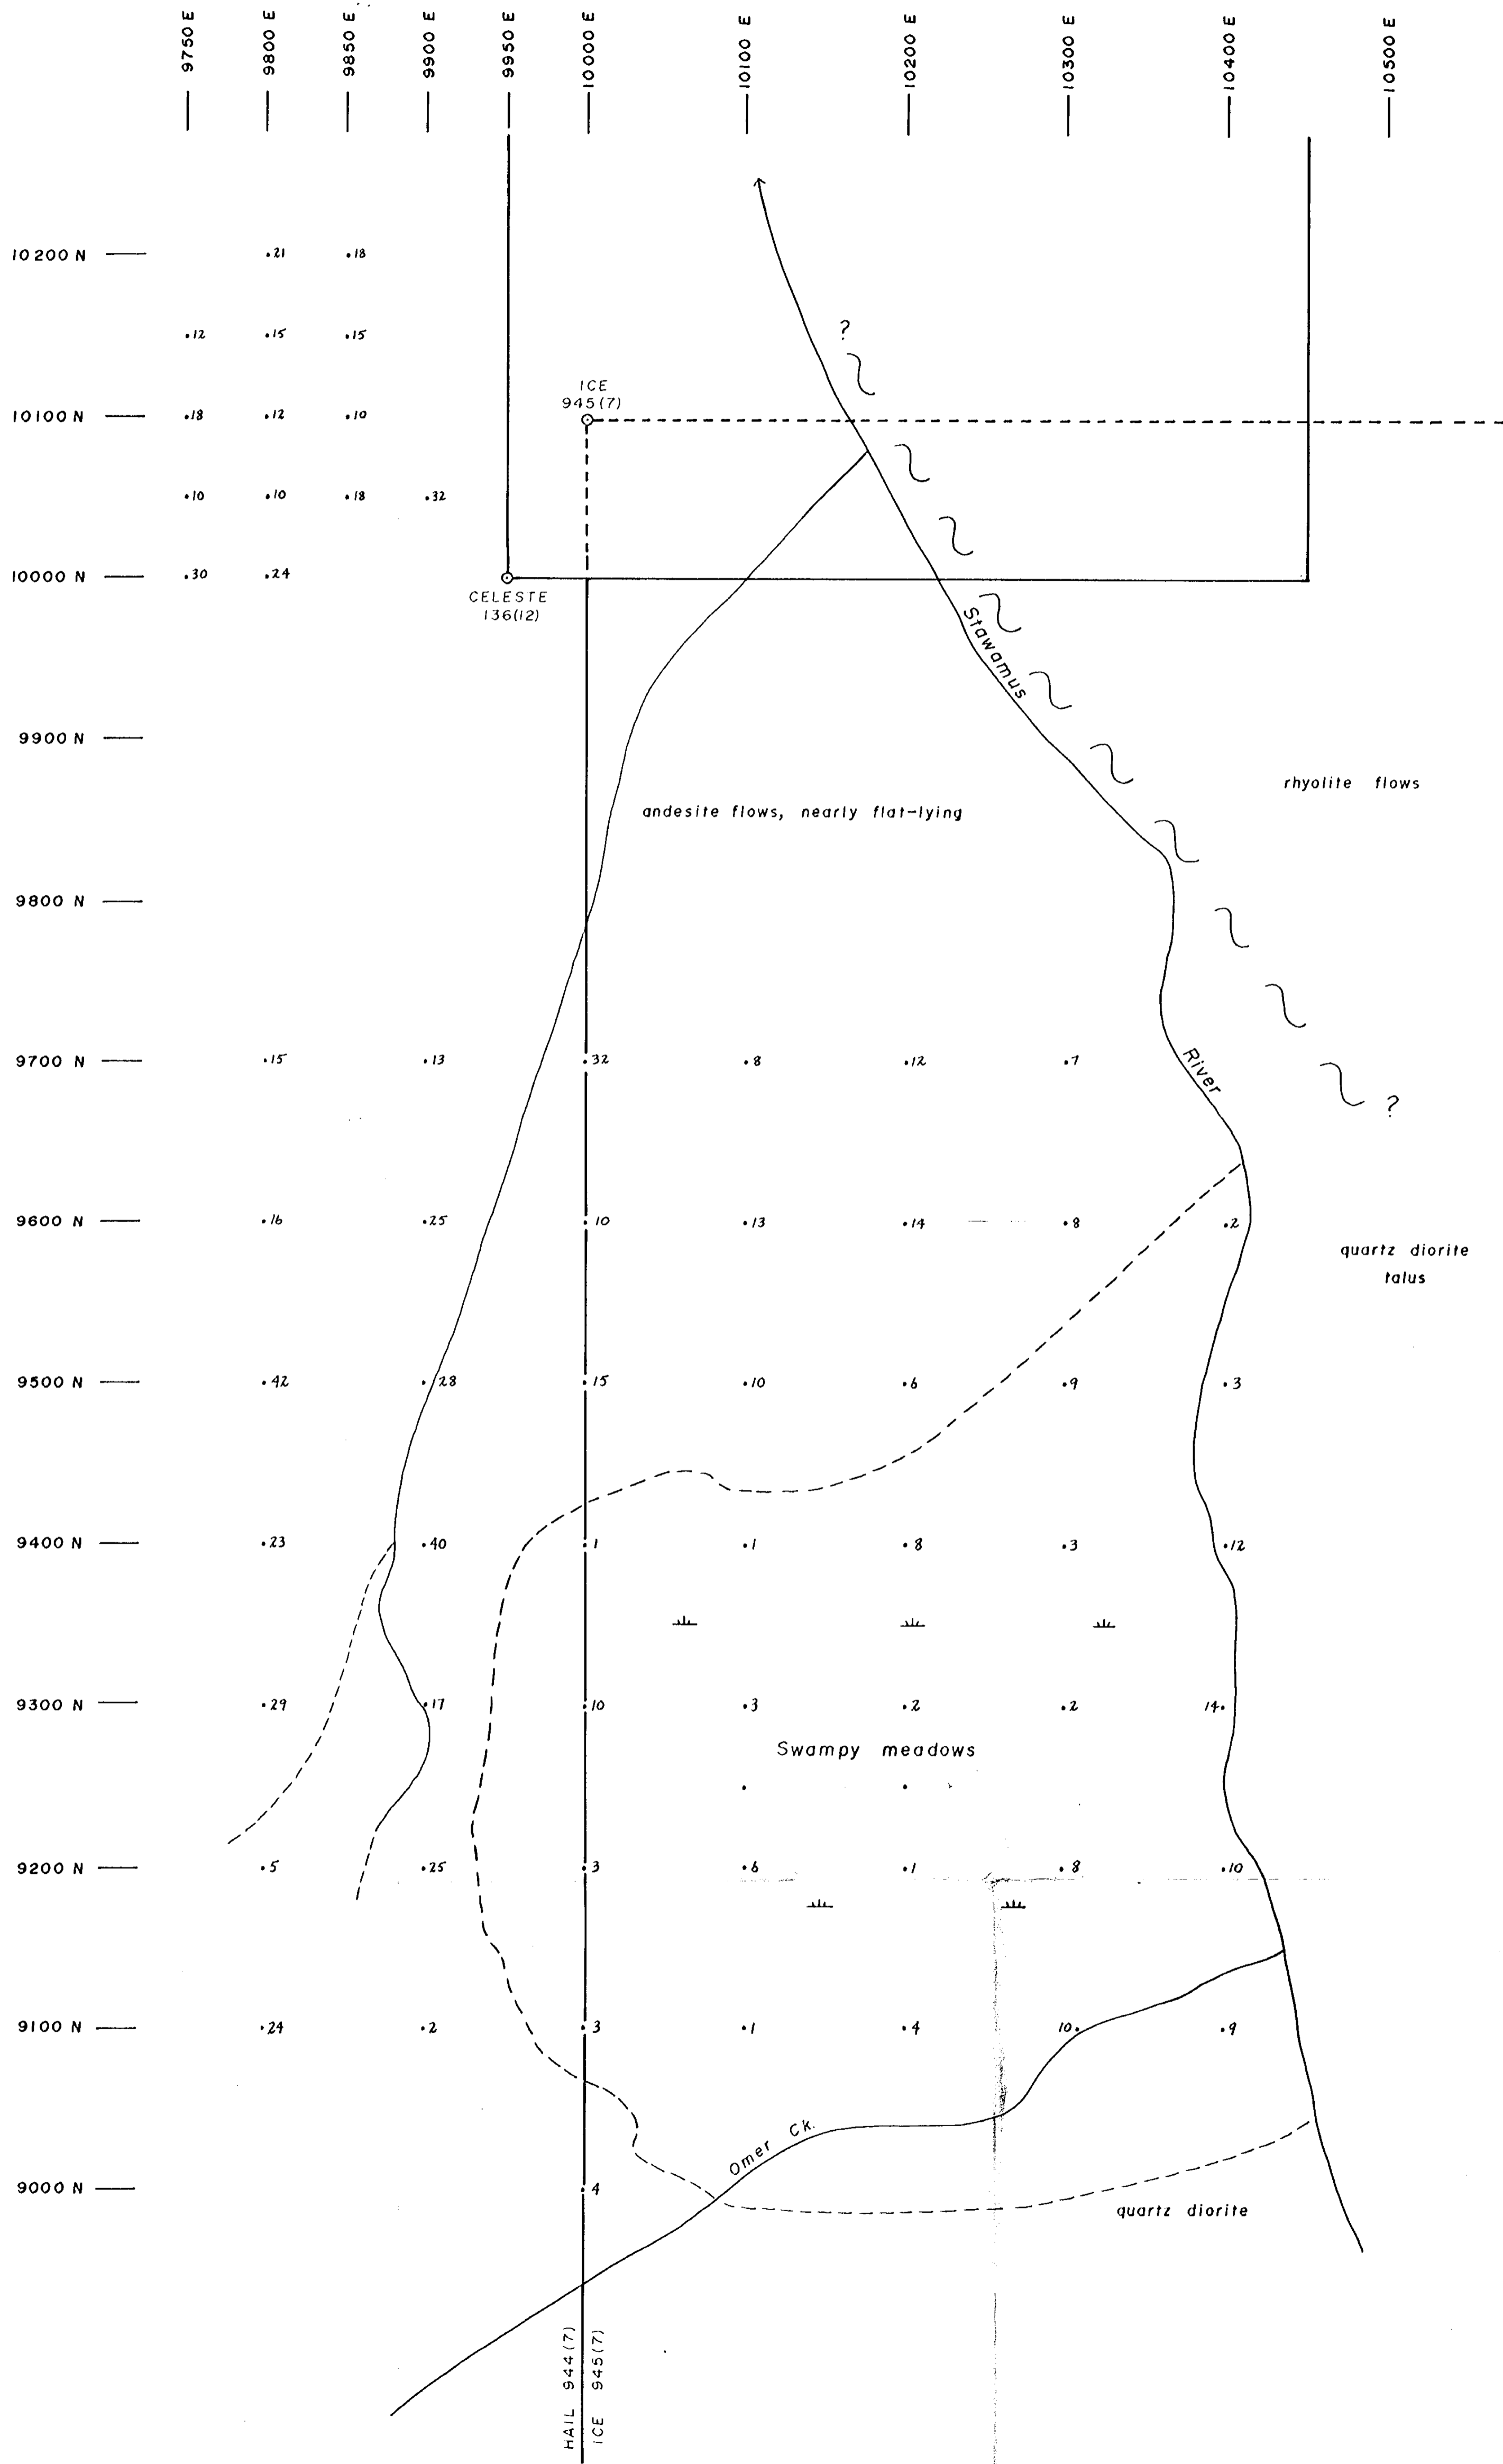 9750 E
9800 E
9850 E
9900 E
9950 E
10000 E
10100 E
10200 E
10300 E
10400 E
10500 E
10200 N .21 .18
?
.12 .15 .15
ICE
945(7)
10100 N .18 .12 .10
.10 .10 .18 .32
10000 N .30 .24
CELESTE
136(12)
Stawamus
9900 N
rhyolite flows
andesite flows, nearly flat-lying
9800 N
9700 N .15 .13 .32 .8 .12 .7
River
?
9600 N .16 .25 .10 .13 .14 .8 .2
quartz diorite
talus
9500 N .42 .28 .15 .10 .6 .9 .3
9400 N .23 .40 .1 .1 .8 .3 .12
9300 N .29 .17 .10 .3 .2 .2 14.
Swampy meadows
9200 N .5 .25 .3 .6 .1 .8 .10
9100 N .24 .2 .3 .1 .4 10. .9
Omer Ck.
9000 N .4
quartz diorite
HAIL 944(7)
ICE 945(7)